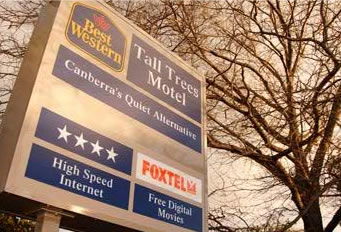 Best
Western
Tall Trees
Motel
Canberra's Quiet Alternative
High Speed
Internet
FOXTEL
Free Digital
Movies